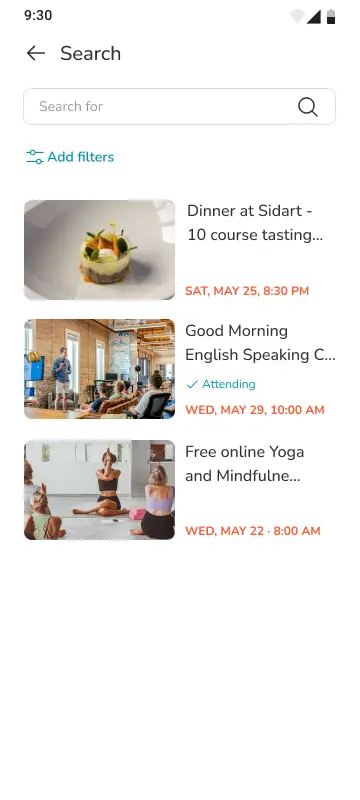 9:30
Search
Search for
Add filters
Dinner at Sidart -
10 course tasting...
SAT, MAY 25, 8:30 PM
Good Morning
English Speaking C...
Attending
WED, MAY 29, 10:00 AM
Free online Yoga
and Mindfulne...
WED, MAY 22 · 8:00 AM